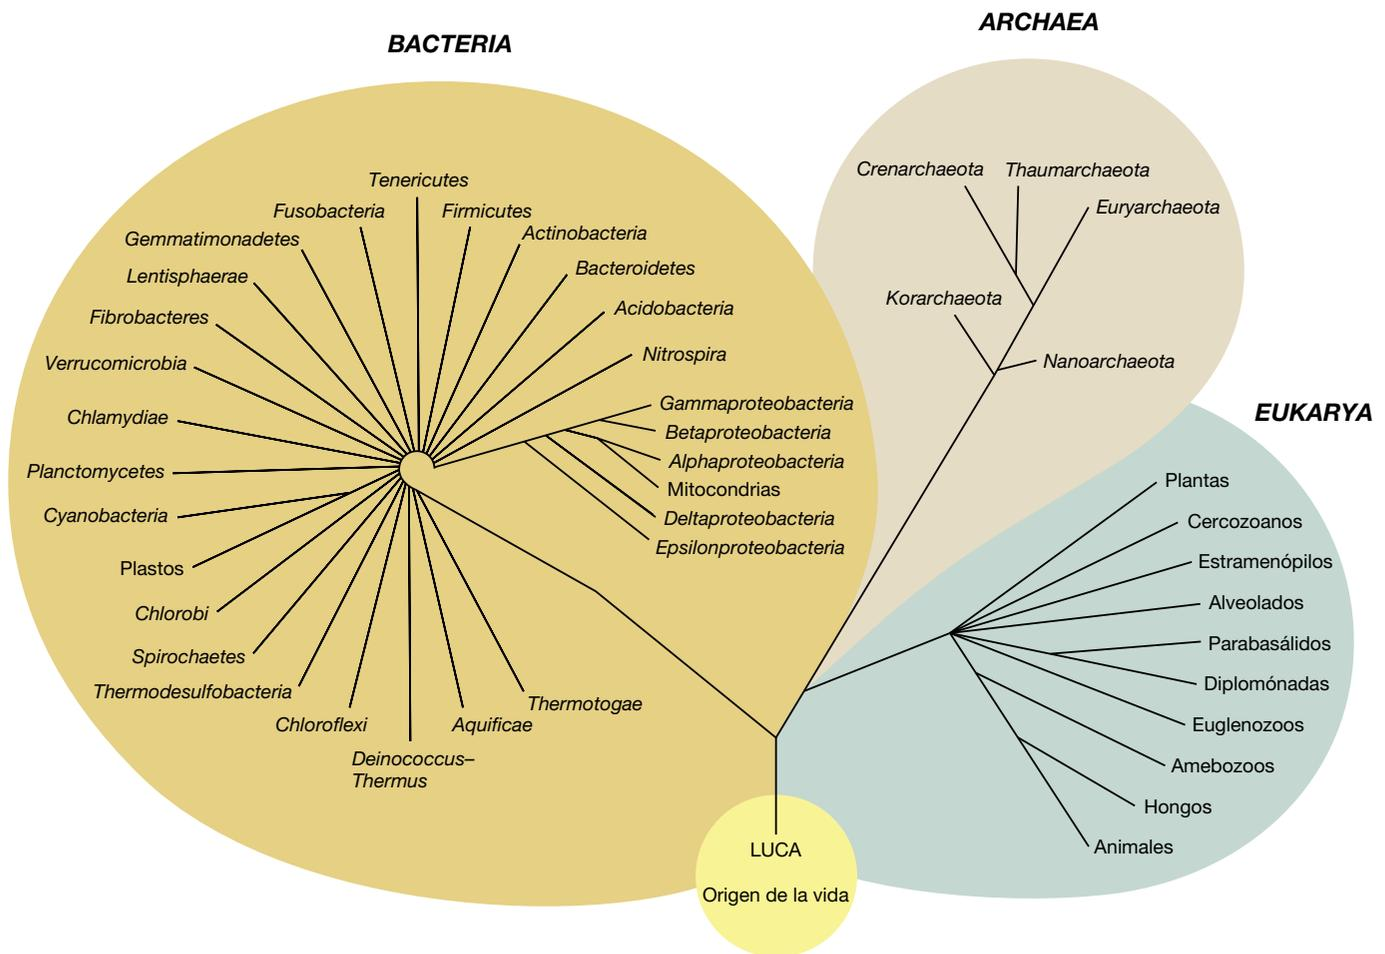 BACTERIA
ARCHAEA
EUKARYA
Tenericutes
Fusobacteria
Firmicutes
Gemmatimonadetes
Actinobacteria
Lentisphaerae
Bacteroidetes
Fibrobacteres
Acidobacteria
Verrucomicrobia
Nitrospira
Chlamydiae
Gammaproteobacteria
Betaproteobacteria
Planctomycetes
Alphaproteobacteria
Mitocondrias
Cyanobacteria
Deltaproteobacteria
Epsilonproteobacteria
Plastos
Chlorobi
Spirochaetes
Thermodesulfobacteria
Chloroflexi
Deinococcus–
Thermus
Aquificae
Thermotogae
Crenarchaeota
Thaumarchaeota
Euryarchaeota
Korarchaeota
Nanoarchaeota
Plantas
Cercozoanos
Estramenópilos
Alveolados
Parabasálidos
Diplomónadas
Euglenozoos
Amebozoos
Hongos
Animales
LUCA
Origen de la vida